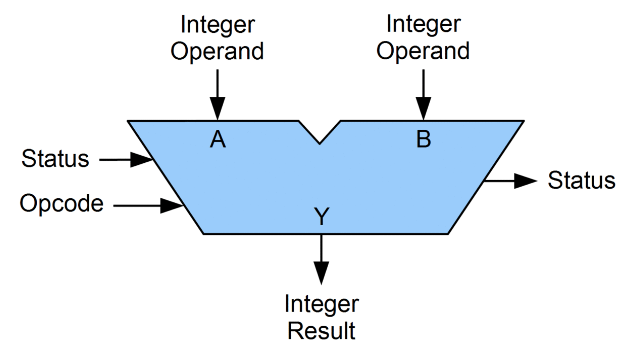 Integer
Operand
Integer
Operand
A
B
Status
Status
Opcode
Y
Integer
Result